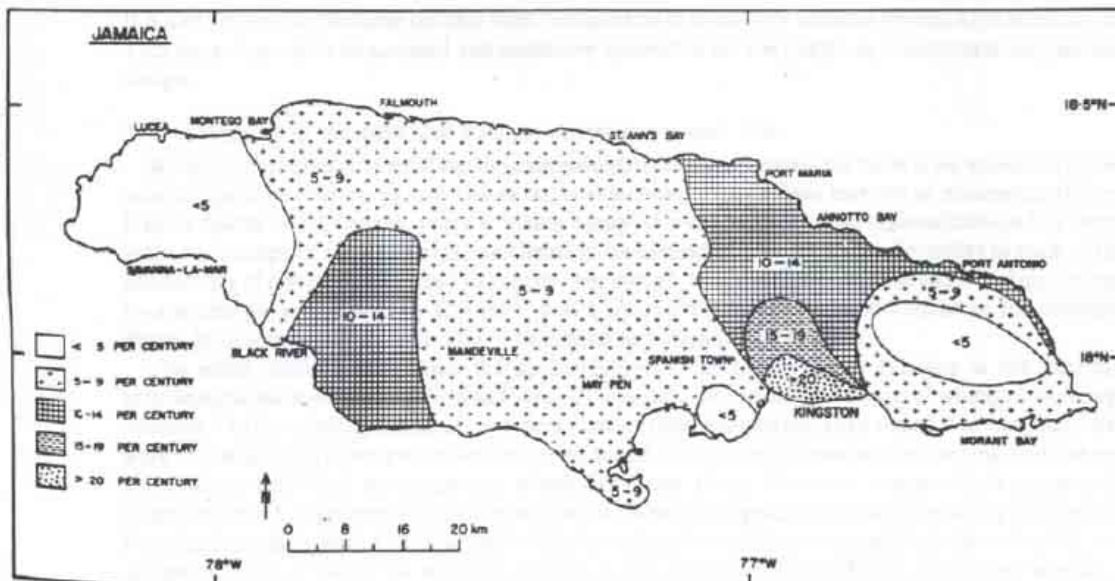 JAMAICA
FALMOUTH
18·5°N
MONTEGO BAY
LUCEA
ST. ANN'S BAY
PORT MARIA
5-9
<5
ANNOTTO BAY
SAVANNA-LA-MAR
10-14
PORT ANTONIO
5-9
5-9
10-14
15-19
<5
BLACK RIVER
MANDEVILLE
SPANISH TOWN
18°N
>20
MAY PEN
<5
KINGSTON
MORANT BAY
5-9
< 5 PER CENTURY
5-9 PER CENTURY
10-14 PER CENTURY
15-19 PER CENTURY
> 20 PER CENTURY
N
0 8 16 20 km
78°W
77°W